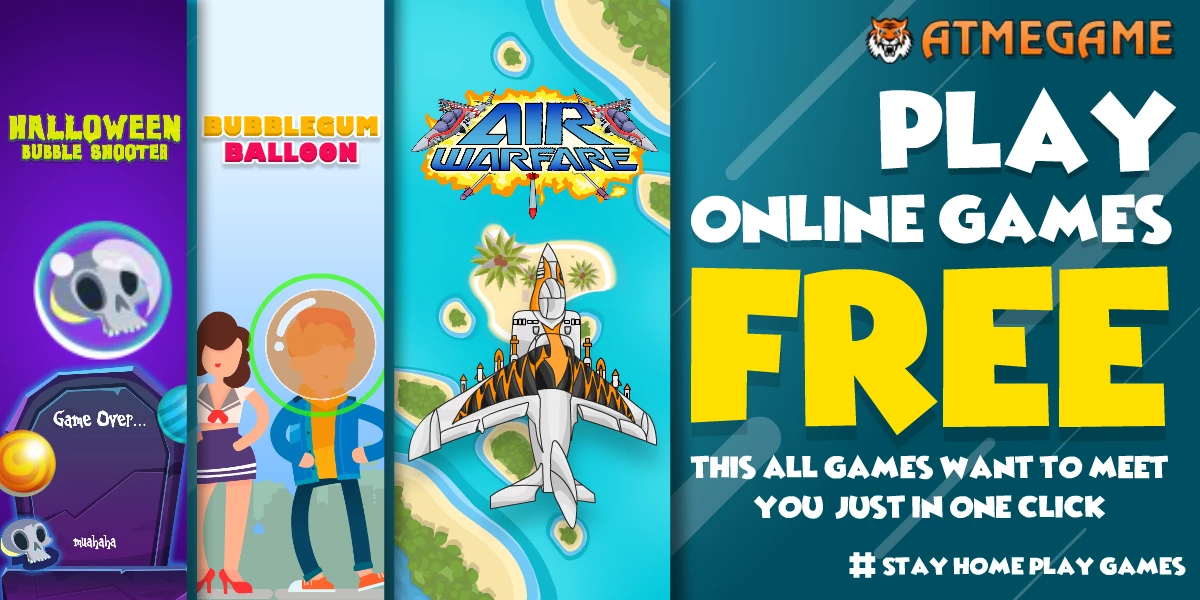 HALLOWEEN
BUBBLE SHOOTER
Game Over...
muahaha
BUBBLEGUM
BALLOON
AIR
WARFARE
ATMEGAME
PLAY
ONLINE GAMES
FREE
THIS ALL GAMES WANT TO MEET
YOU JUST IN ONE CLICK
# STAY HOME PLAY GAMES